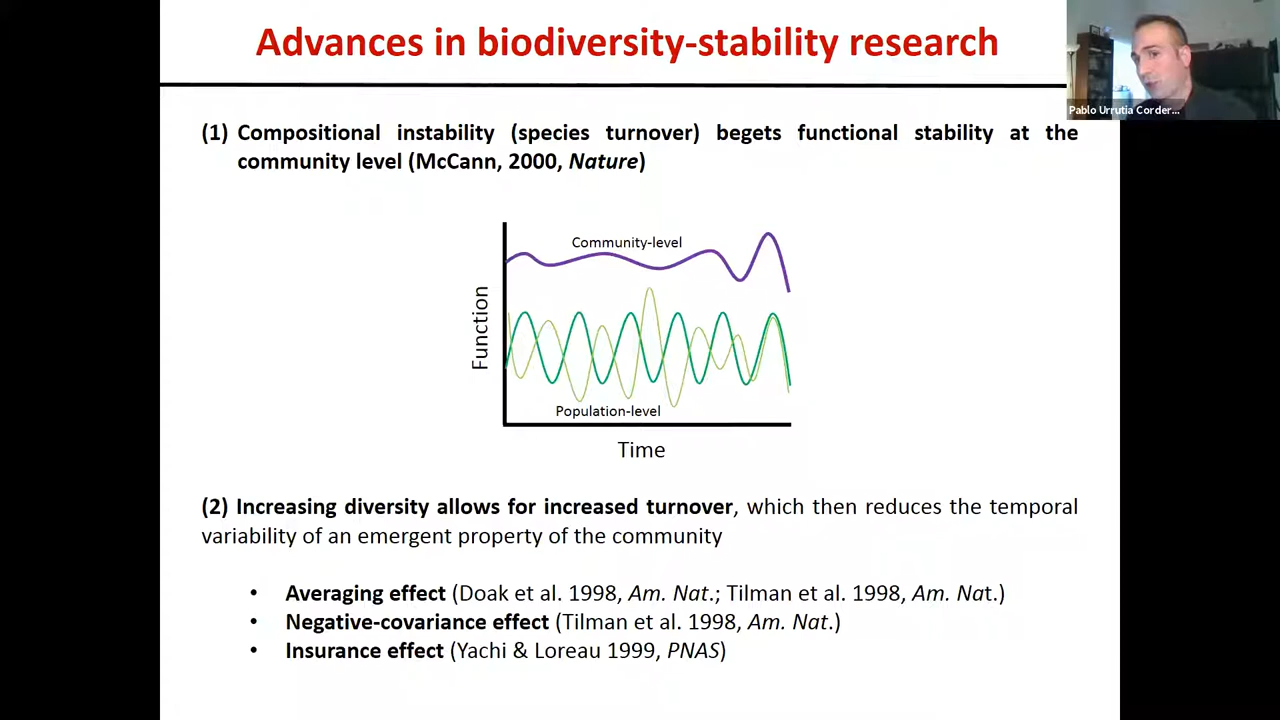 Advances in biodiversity-stability research
Pablo Urrutia Corder...
(1) Compositional instability (species turnover) begets functional stability at the
community level (McCann, 2000, Nature)
Community-level
Function
Population-level
Time
(2) Increasing diversity allows for increased turnover, which then reduces the temporal
variability of an emergent property of the community
• Averaging effect (Doak et al. 1998, Am. Nat.; Tilman et al. 1998, Am. Nat.)
• Negative-covariance effect (Tilman et al. 1998, Am. Nat.)
• Insurance effect (Yachi & Loreau 1999, PNAS)